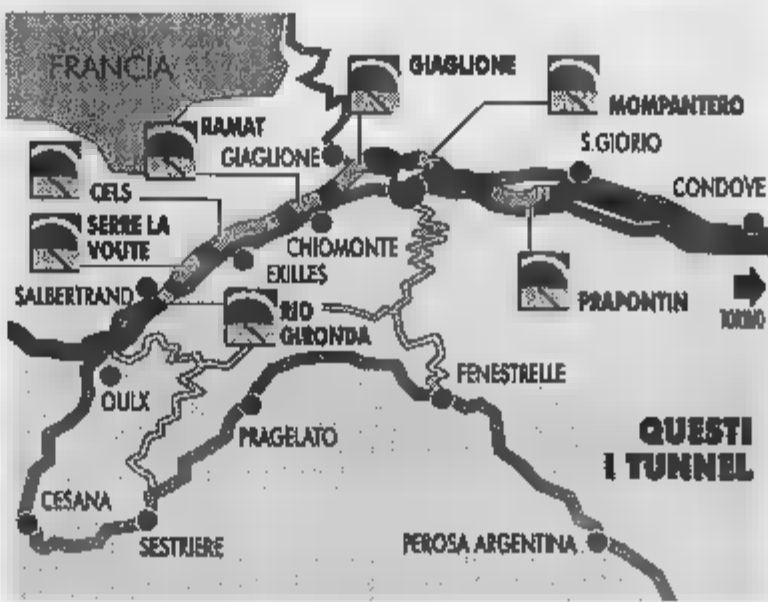 FRANCIA
GIAGLIONE
MOMPANTERO
RAMAT
GIAGLIONE
S.GIORIO
CELS
CONDOVE
SERRE LA
VOUTE
CHIOMONTE
EXILLES
SALBERTRAND
RIO
GIRONDA
PRAPONTIN
TORINO
OULX
FENESTRELLE
PRAGELATO
QUESTI
I TUNNEL
CESANA
SESTRIERE
PEROSA ARGENTINA